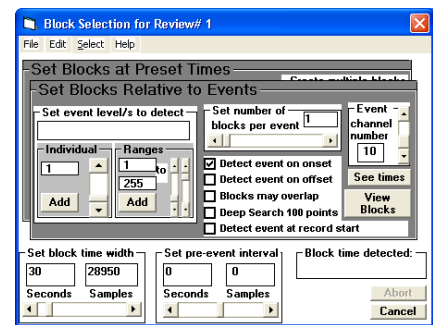 Block Selection for Review# 1
File Edit Select Help
Set Blocks at Preset Times
Set Blocks Relative to Events
Set event level/s to detect
Set number of
blocks per event 1
Event
channel
number
10
Individual
1
Add
Ranges
1 to
255
Add
Detect event on onset
Detect event on offset
Blocks may overlap
Deep Search 100 points
Detect event at record start
See times
View
Blocks
Set block time width
30 28950
Seconds Samples
Set pre-event interval
0 0
Seconds Samples
Block time detected:
Abort
Cancel